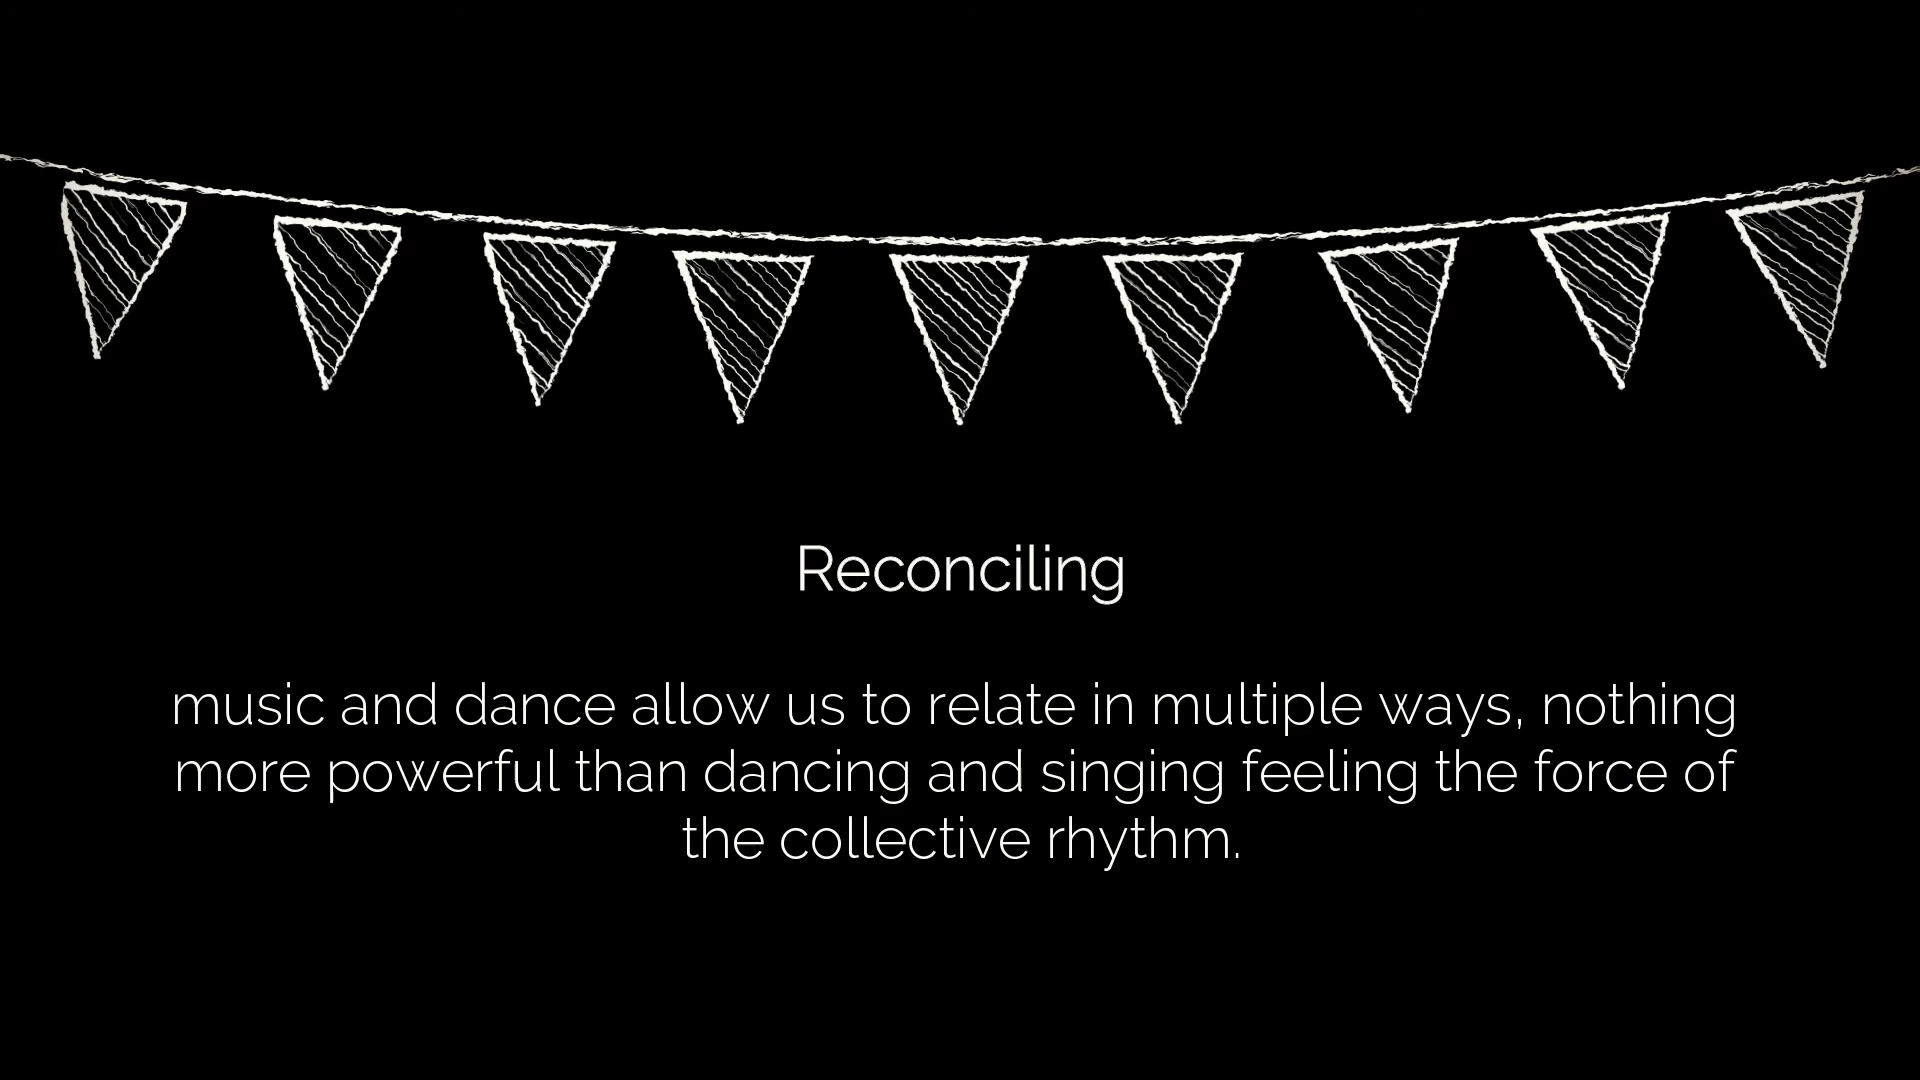 Reconciling
music and dance allow us to relate in multiple ways, nothing
more powerful than dancing and singing feeling the force of
the collective rhythm.